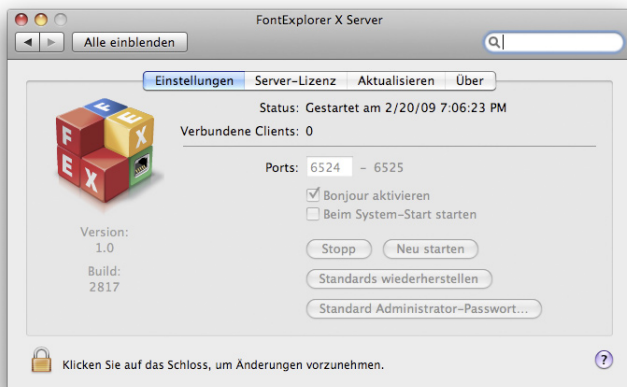 FontExplorer X Server
Alle einblenden
Einstellungen Server-Lizenz Aktualisieren Über
Status: Gestartet am 2/20/09 7:06:23 PM
Verbundene Clients: 0
Ports: 6524 – 6525
Bonjour aktivieren
Beim System-Start starten
Stopp Neu starten
Standards wiederherstellen
Standard Administrator-Passwort...
F E X
F E X
Version:
1.0
Build:
2817
Klicken Sie auf das Schloss, um Änderungen vorzunehmen.
?